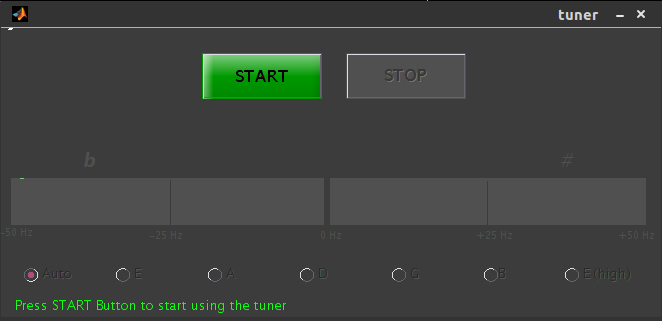 tuner
START STOP
b #
-50 Hz -25 Hz 0 Hz +25 Hz +50 Hz
Auto E A D G B E (high)
Press START Button to start using the tuner